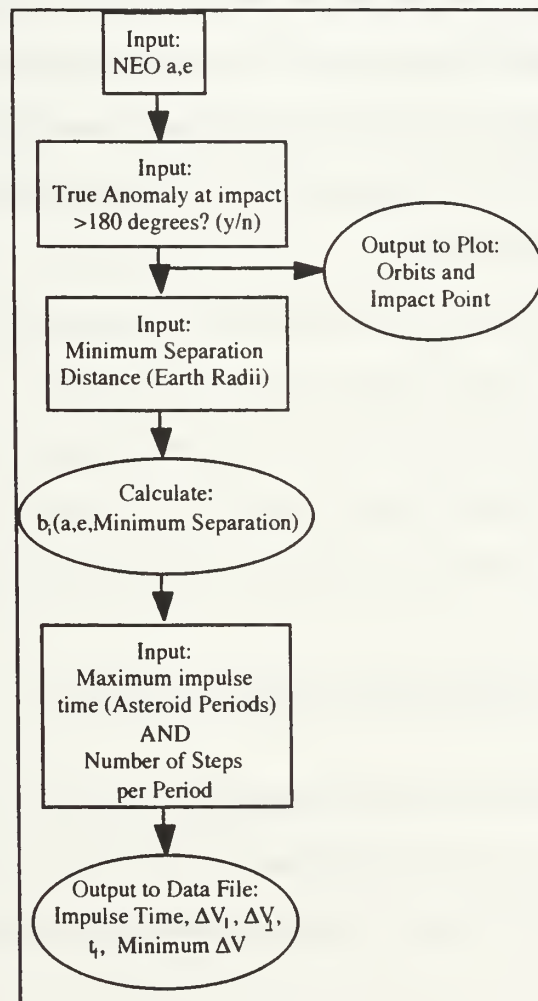 Input:
NEO a,e
Input:
True Anomaly at impact
>180 degrees? (y/n)
Output to Plot:
Orbits and
Impact Point
Input:
Minimum Separation
Distance (Earth Radii)
Calculate:
bᵢ(a,e,Minimum Separation)
Input:
Maximum impulse
time (Asteroid Periods)
AND
Number of Steps
per Period
Output to Data File:
Impulse Time, ΔV₁, ΔV₂,
t₁, Minimum ΔV